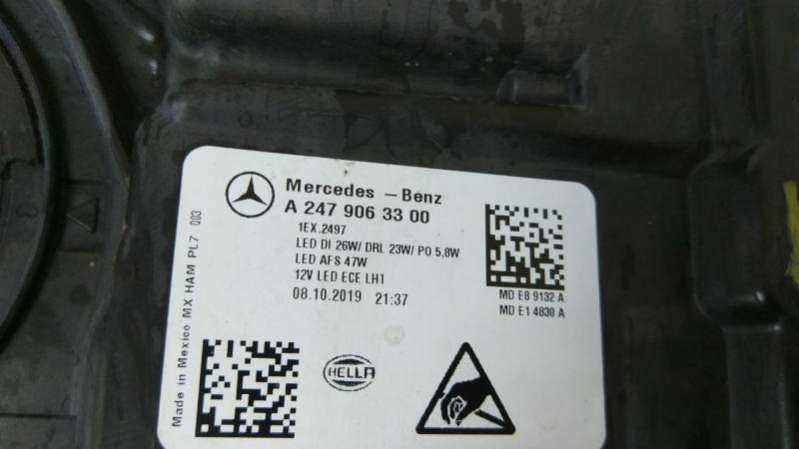 Mercedes – Benz
A 247 906 33 00
1EX.2497
LED DI 26W/ DRL 23W/ PO 5,8W
LED AFS 47W
12V LED ECE LH1
08.10.2019 21:37
MD E8 9132 A
MD E1 4830 A
Made in Mexico MX HAM PL7 003
HELLA